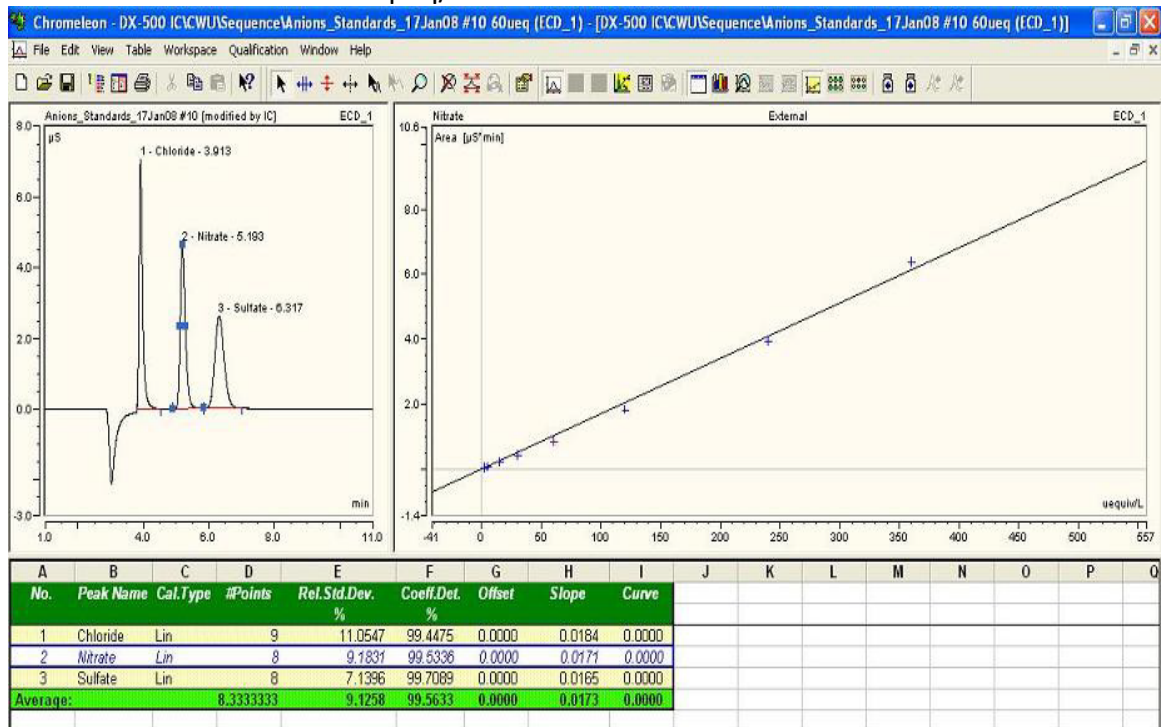 Chromeleon - DX-500 IC\CWU\Sequence\Anions_Standards_17Jan08 #10 60ueq (ECD_1) - [DX-500 IC\CWU\Sequence\Anions_Standards_17Jan08 #10 60ueq (ECD_1)]
File Edit View Table Workspace Qualification Window Help
Anions_Standards_17Jan08 #10 [modified by IC] ECD_1
8.0
µS
1 - Chloride - 3.913
6.0
2 - Nitrate - 5.193
4.0
3 - Sulfate - 6.317
2.0
0.0
min
-3.0
1.0 4.0 6.0 8.0 11.0
Nitrate External ECD_1
10.6
Area [µS*min]
8.0
6.0
4.0
2.0
uequiv/L
-1.4
-41 0 50 100 150 200 250 300 350 400 450 500 557
A B C D E F G H I J K L M N O P Q
No. Peak Name Cal.Type #Points Rel.Std.Dev. Coeff.Det. Offset Slope Curve
% %
1 Chloride Lin 9 11.0547 99.4475 0.0000 0.0184 0.0000
2 Nitrate Lin 8 9.1831 99.5336 0.0000 0.0171 0.0000
3 Sulfate Lin 8 7.1396 99.7089 0.0000 0.0165 0.0000
Average: 8.3333333 9.1258 99.5633 0.0000 0.0173 0.0000